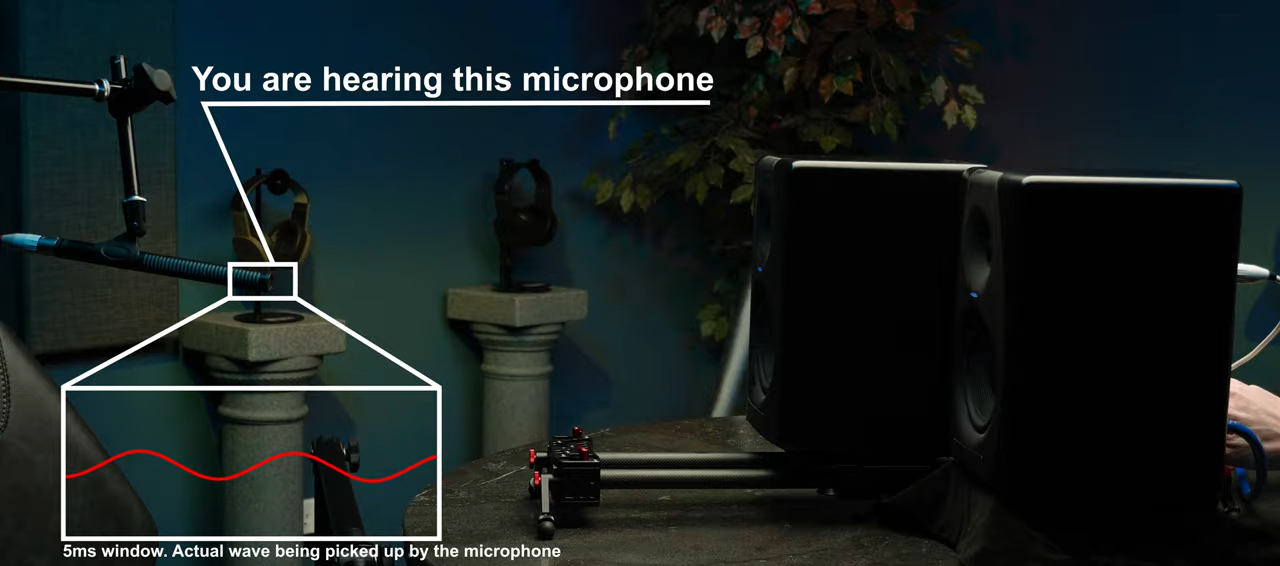 You are hearing this microphone
5ms window. Actual wave being picked up by the microphone